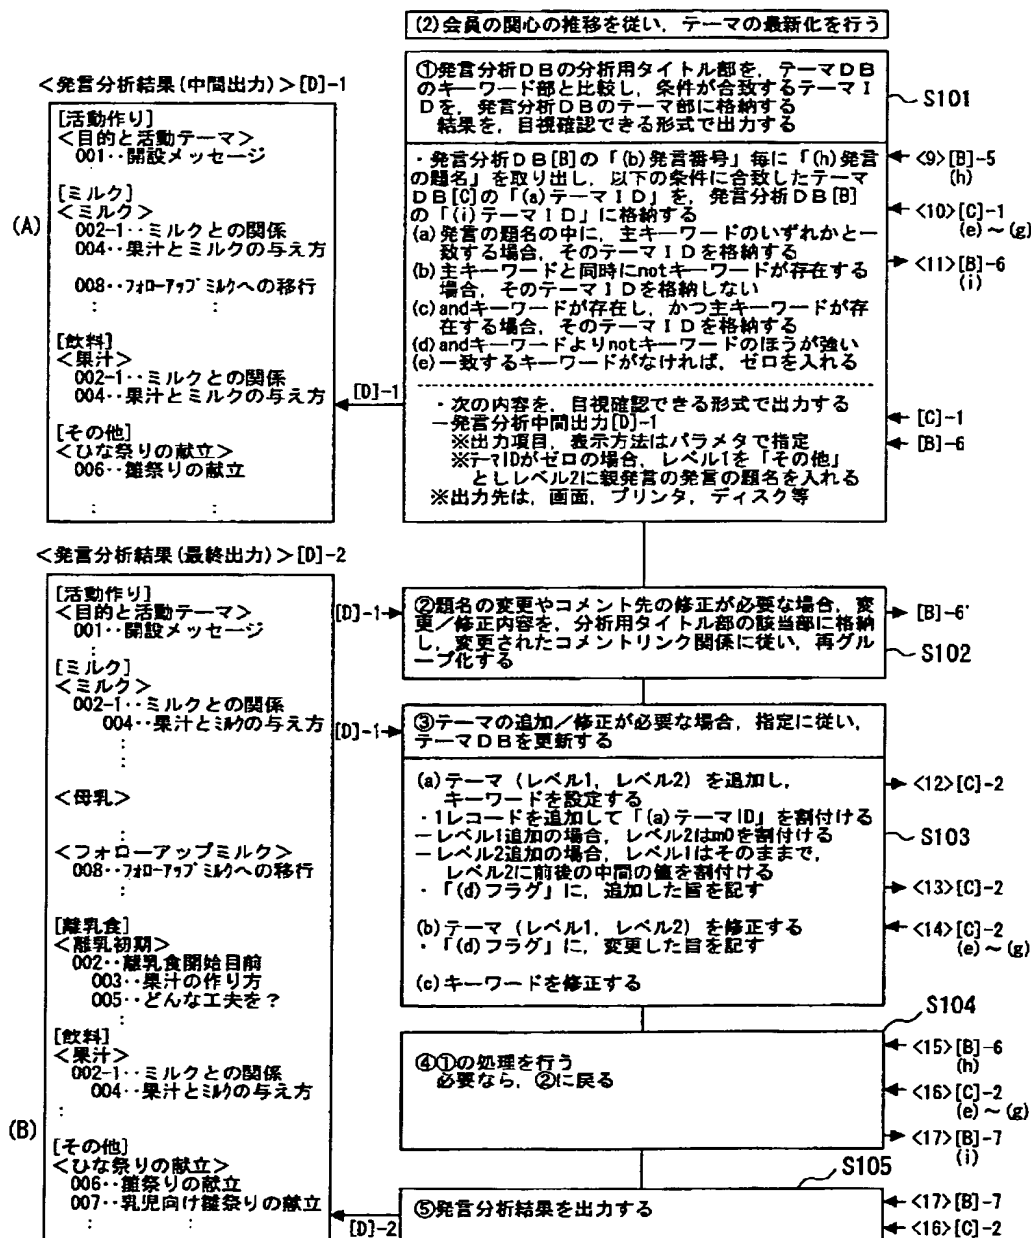 (2)会員の関心の推移を従い，テーマの最新化を行う
<発言分析結果(中間出力)>[D]-1
(A)
[活動作り]
<目的と活動テーマ>
001‥開設メッセージ
[ミルク]
<ミルク>
002-1‥ミルクとの関係
004‥果汁とミルクの与え方
008‥フォローアップミルクへの移行
：　：
[飲料]
<果汁>
002-1‥ミルクとの関係
004‥果汁とミルクの与え方
[その他]
<ひな祭りの献立>
006‥雛祭りの献立
：　：
①発言分析ＤＢの分析用タイトル部を，テーマＤＢ
のキーワード部と比較し，条件が合致するテーマＩ
Ｄを，発言分析ＤＢのテーマ部に格納する
結果を，目視確認できる形式で出力する
S101
・発言分析ＤＢ[B]の「(b)発言番号」毎に「(h)発言
の題名」を取り出し，以下の条件に合致したテーマ
ＤＢ[C]の「(a)テーマＩＤ」を，発言分析ＤＢ[B]
の「(i)テーマＩＤ」に格納する
(a)発言の題名の中に，主キーワードのいずれかと一
致する場合，そのテーマＩＤを格納する
(b)主キーワードと同時にnotキーワードが存在する
場合，そのテーマＩＤを格納しない
(c)andキーワードが存在し，かつ主キーワードが存
在する場合，そのテーマＩＤを格納する
(d)andキーワードよりnotキーワードのほうが強い
(e)一致するキーワードがなければ，ゼロを入れる
<9>[B]-5
(h)
<10>[C]-1
(e)～(g)
<11>[B]-6
(i)
[D]-1
・次の内容を，目視確認できる形式で出力する
－発言分析中間出力[D]-1
※出力項目，表示方法はパラメタで指定
※テーマIDがゼロの場合，レベル1を「その他」
としレベル2に親発言の発言の題名を入れる
※出力先は，画面，プリンタ，ディスク等
[C]-1
[B]-6
<発言分析結果(最終出力)>[D]-2
(B)
[活動作り]
<目的と活動テーマ>
001‥開設メッセージ
[ミルク]
<ミルク>
002-1‥ミルクとの関係
004‥果汁とミルクの与え方
：
：
<母乳>
<フォローアップミルク>
008‥フォローアップミルクへの移行
：
[離乳食]
<離乳初期>
002‥離乳食開始目前
003‥果汁の作り方
005‥どんな工夫を？
：
[飲料]
<果汁>
002-1‥ミルクとの関係
004‥果汁とミルクの与え方
：
[その他]
<ひな祭りの献立>
006‥雛祭りの献立
007‥乳児向け雛祭りの献立
：　：
[D]-1
②題名の変更やコメント先の修正が必要な場合，変
更／修正内容を，分析用タイトル部の該当部に格納
し，変更されたコメントリンク関係に従い，再グル
ープ化する
[B]-6'
S102
[D]-1
③テーマの追加／修正が必要な場合，指定に従い，
テーマＤＢを更新する
(a)テーマ（レベル1，レベル2）を追加し，
キーワードを設定する
・1レコードを追加して「(a)テーマID」を割付ける
－レベル1追加の場合，レベル2はm0を割付ける
－レベル2追加の場合，レベル1はそのままで，
レベル2に前後の中間の値を割付ける
・「(d)フラグ」に，追加した旨を記す
(b)テーマ（レベル1，レベル2）を修正する
・「(d)フラグ」に，変更した旨を記す
(c)キーワードを修正する
<12>[C]-2
S103
<13>[C]-2
<14>[C]-2
(e)～(g)
S104
④①の処理を行う
必要なら，②に戻る
<15>[B]-6
(h)
<16>[C]-2
(e)～(g)
<17>[B]-7
(i)
S105
⑤発言分析結果を出力する
[D]-2
<17>[B]-7
<16>[C]-2